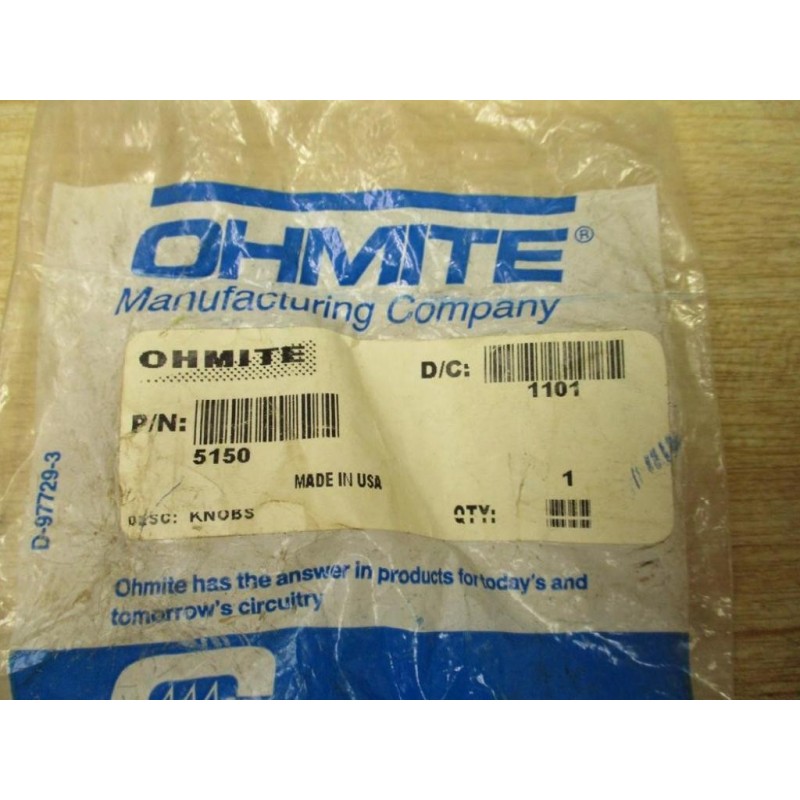 OHMITE®
Manufacturing Company
OHMITE
D/C:
1101
P/N:
5150
MADE IN USA
1
DESC: KNOBS
QTY:
D-97729-3
Ohmite has the answer in products for today's and
tomorrow's circuitry